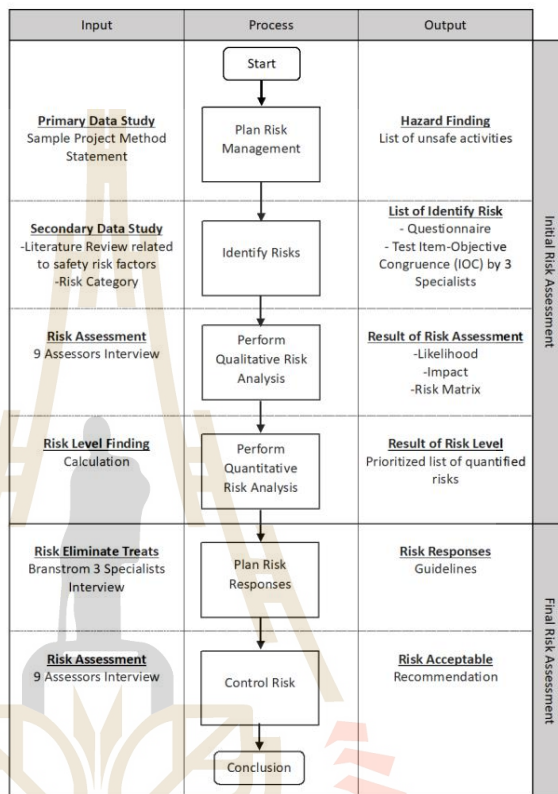 Input
Process
Output
Start
Primary Data Study
Sample Project Method
Statement
Plan Risk
Management
Hazard Finding
List of unsafe activities
Secondary Data Study
-Literature Review related
to safety risk factors
-Risk Category
Identify Risks
List of Identify Risk
- Questionnaire
- Test Item-Objective
Congruence (IOC) by 3
Specialists
Risk Assessment
9 Assessors Interview
Perform
Qualitative Risk
Analysis
Result of Risk Assessment
-Likelihood
-Impact
-Risk Matrix
Risk Level Finding
Calculation
Perform
Quantitative
Risk Analysis
Result of Risk Level
Prioritized list of quantified
risks
Initial Risk Assessment
Risk Eliminate Treats
Branstrom 3 Specialists
Interview
Plan Risk
Responses
Risk Responses
Guidelines
Risk Assessment
9 Assessors Interview
Control Risk
Risk Acceptable
Recommendation
Conclusion
Final Risk Assessment